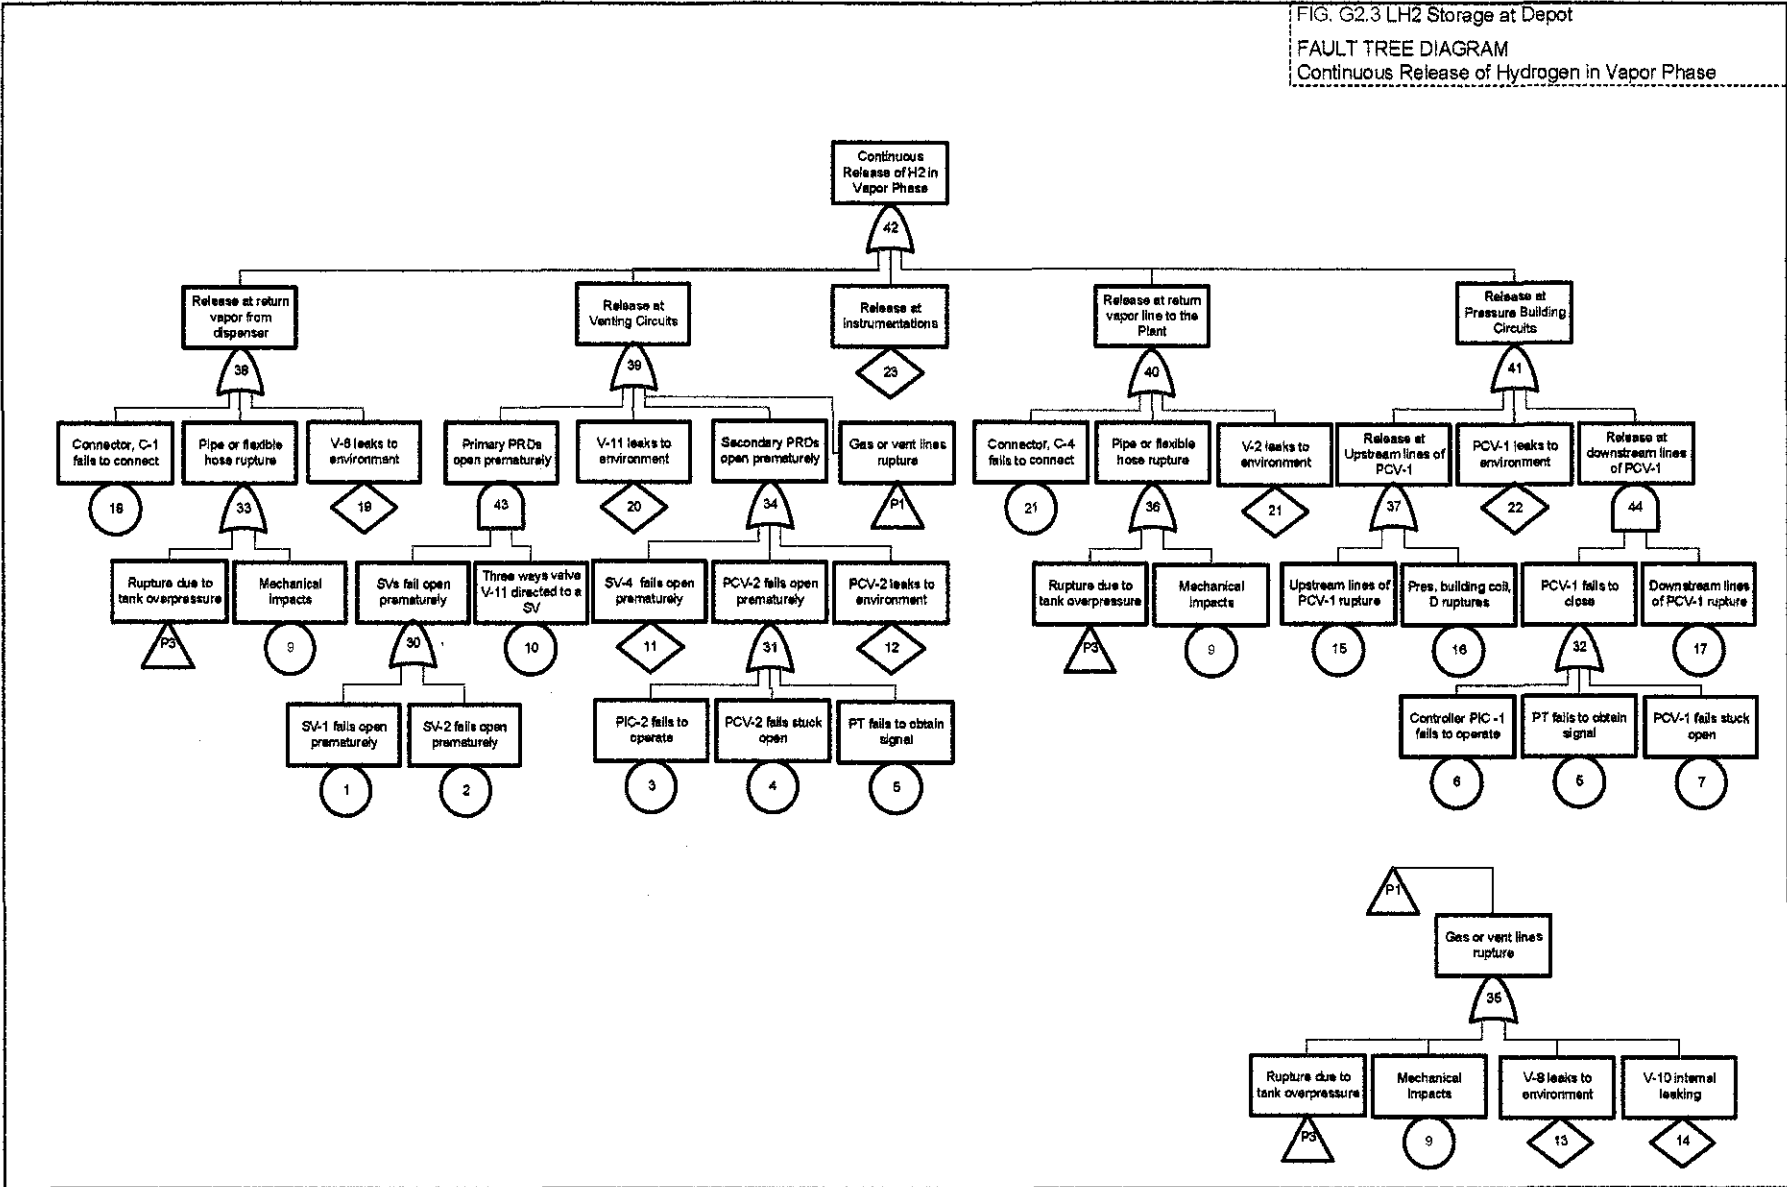 FIG. G2.3 LH2 Storage at Depot
FAULT TREE DIAGRAM
Continuous Release of Hydrogen in Vapor Phase
Continuous
Release of H2 in
Vapor Phase
42
Release at return
vapor from
dispenser
38
Release at
Venting Circuits
39
Release at
Instrumentations
23
Release at return
vapor line to the
Plant
40
Release at
Pressure Building
Circuits
41
Connector, C-1
fails to connect
18
Pipe or flexible
hose rupture
33
V-6 leaks to
environment
19
Primary PRDs
open prematurely
43
V-11 leaks to
environment
20
Secondary PRDs
open prematurely
34
Gas or vent lines
rupture
P1
Connector, C-4
fails to connect
21
Pipe or flexible
hose rupture
36
V-2 leaks to
environment
21
Release at
Upstream lines of
PCV-1
37
PCV-1 leaks to
environment
22
Release at
downstream lines
of PCV-1
44
Rupture due to
tank overpressure
P3
Mechanical
impacts
9
SVs fail open
prematurely
30
Three ways valve
V-11 directed to a
SV
10
SV-4 fails open
prematurely
11
PCV-2 fails open
prematurely
31
PCV-2 leaks to
environment
12
Rupture due to
tank overpressure
P3
Mechanical
impacts
9
Upstream lines of
PCV-1 rupture
15
Pres. building coil,
D ruptures
16
PCV-1 fails to
close
32
Downstream lines
of PCV-1 rupture
17
SV-1 fails open
prematurely
1
SV-2 fails open
prematurely
2
PIC-2 fails to
operate
3
PCV-2 fails stuck
open
4
PT fails to obtain
signal
5
Controller PIC -1
fails to operate
6
PT fails to obtain
signal
5
PCV-1 fails stuck
open
7
P1
Gas or vent lines
rupture
35
Rupture due to
tank overpressure
P3
Mechanical
Impacts
9
V-8 leaks to
environment
13
V-10 internal
leaking
14